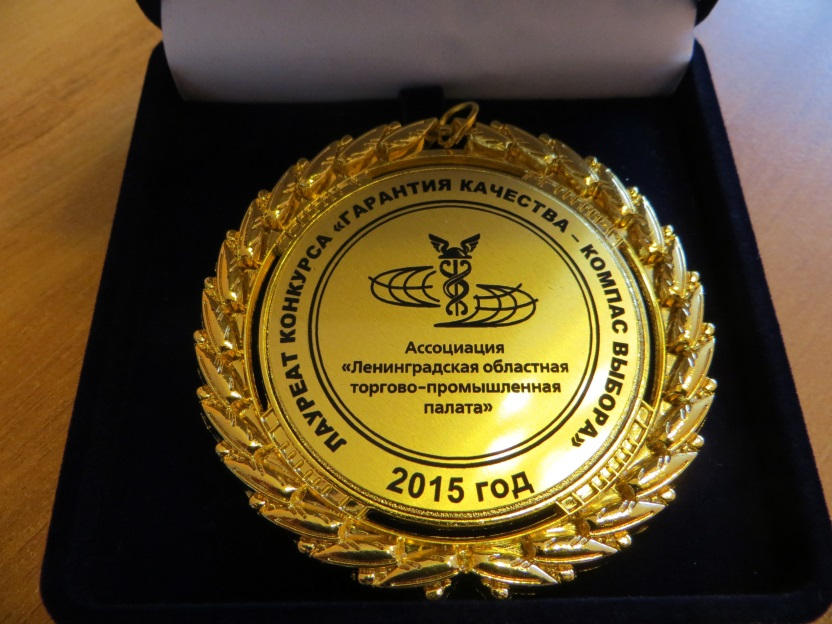 ЛАУРЕАТ КОНКУРСА «ГАРАНТИЯ КАЧЕСТВА – КОМПАС ВЫБОРА»
Ассоциация
«Ленинградская областная
торгово-промышленная
палата»
2015 год